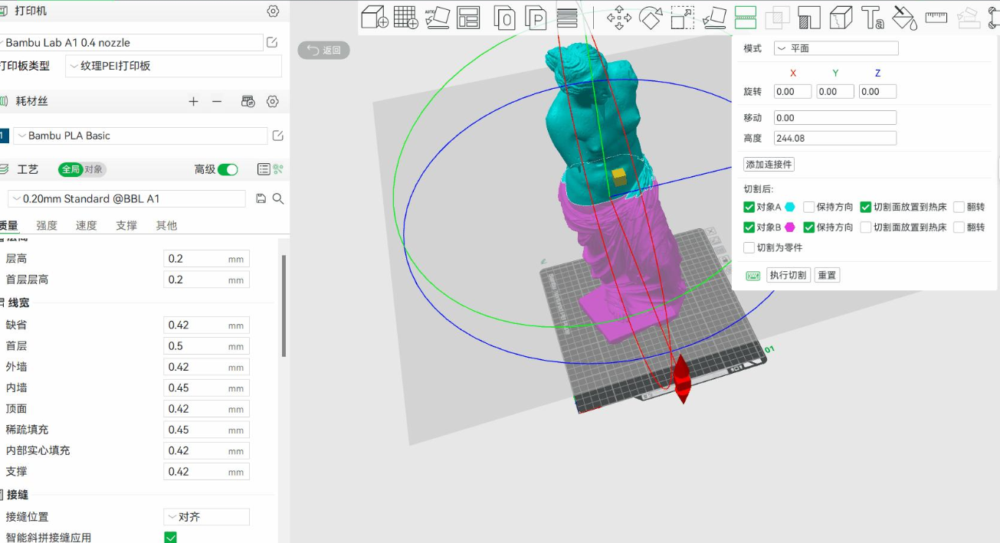 打印机
Bambu Lab A1 0.4 nozzle
打印板类型
纹理PEI打印板
耗材丝
1
Bambu PLA Basic
工艺
全局 对象
高级
0.20mm Standard @BBL A1
质量 强度 速度 支撑 其他
层高
层高 0.2 mm
首层层高 0.2 mm
线宽
缺省 0.42 mm
首层 0.5 mm
外墙 0.42 mm
内墙 0.45 mm
顶面 0.42 mm
稀疏填充 0.45 mm
内部实心填充 0.42 mm
支撑 0.42 mm
接缝
接缝位置 对齐
智能斜拼接缝应用
AUTO
O
P
Ta
返回
01
模式 平面
X Y Z
旋转 0.00 0.00 0.00
移动 0.00
高度 244.08
添加连接件
切割后:
对象A 保持方向 切割面放置到热床 翻转
对象B 保持方向 切割面放置到热床 翻转
切割为零件
执行切割 重置